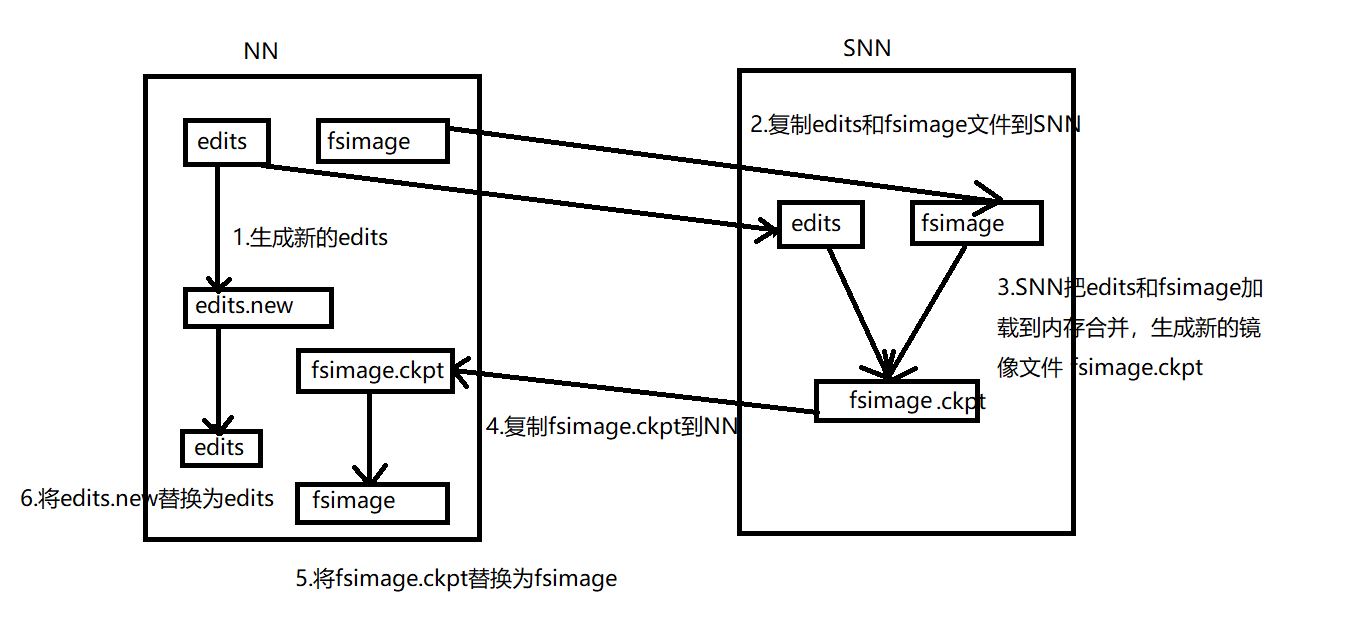 NN
SNN
edits
fsimage
2.复制edits和fsimage文件到SNN
edits
fsimage
1.生成新的edits
edits.new
3.SNN把edits和fsimage加
载到内存合并，生成新的镜
像文件 fsimage.ckpt
fsimage.ckpt
fsimage .ckpt
4.复制fsimage.ckpt到NN
edits
6.将edits.new替换为edits
fsimage
5.将fsimage.ckpt替换为fsimage